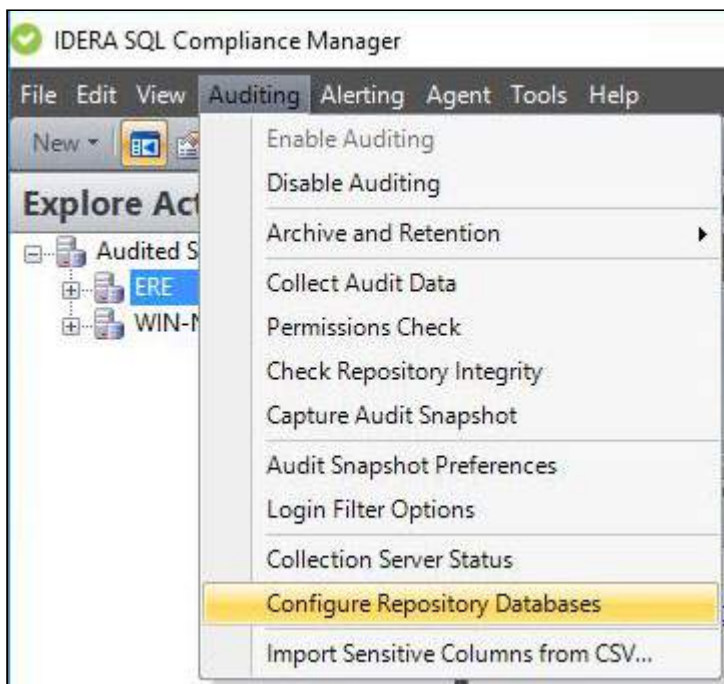 IDERA SQL Compliance Manager
File Edit View Auditing Alerting Agent Tools Help
New
Enable Auditing
Disable Auditing
Archive and Retention
Collect Audit Data
Permissions Check
Check Repository Integrity
Capture Audit Snapshot
Audit Snapshot Preferences
Login Filter Options
Collection Server Status
Configure Repository Databases
Import Sensitive Columns from CSV...
Explore Act
Audited S
ERE
WIN-N